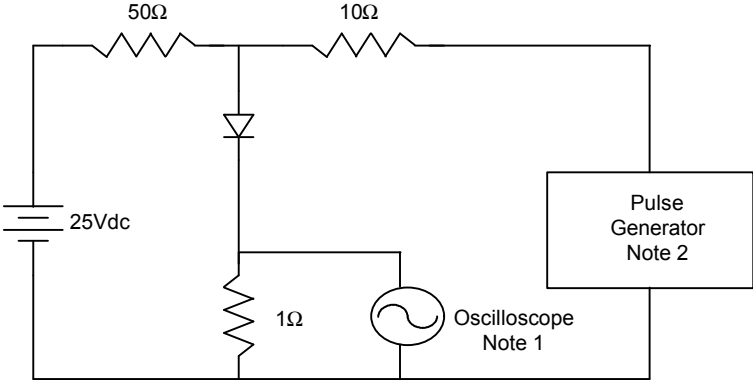 50Ω
10Ω
25Vdc
Pulse
Generator
Note 2
1Ω
Oscilloscope
Note 1